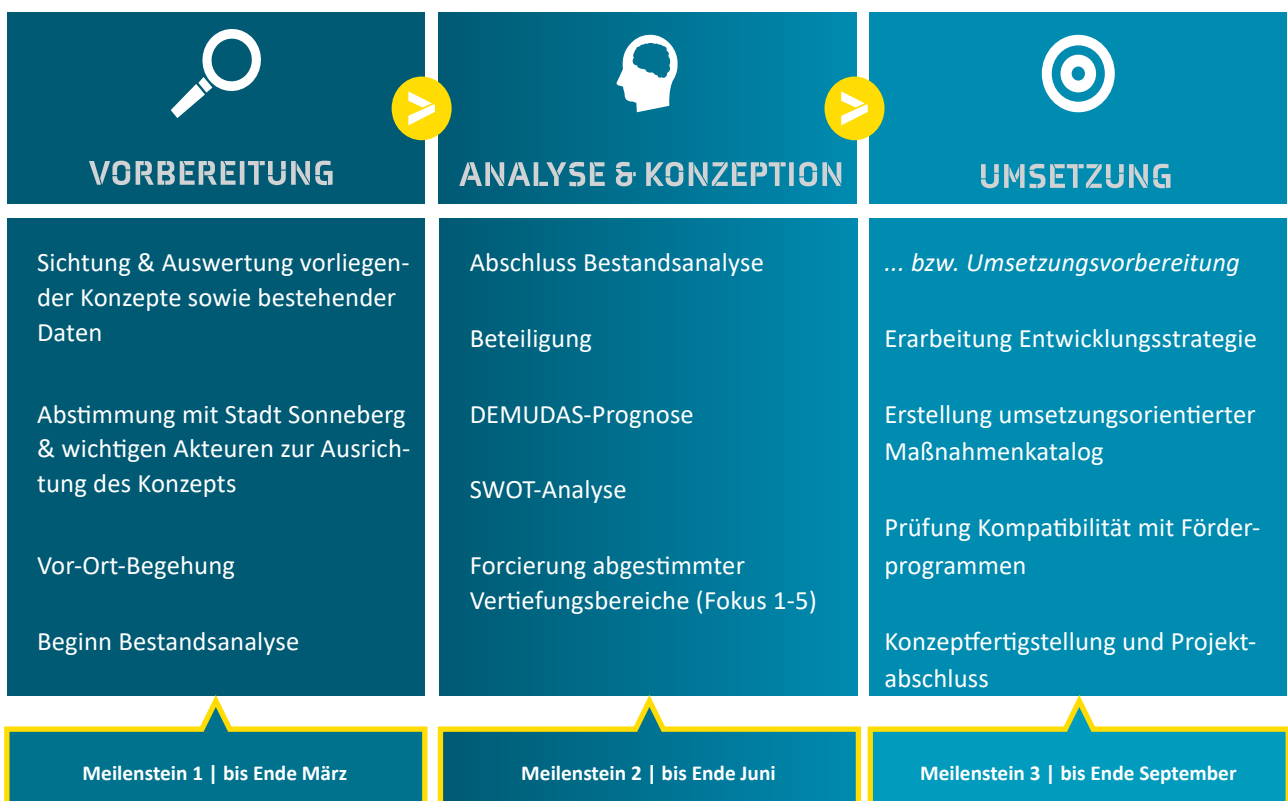 VORBEREITUNG
Sichtung & Auswertung vorliegen-
der Konzepte sowie bestehender
Daten
Abstimmung mit Stadt Sonneberg
& wichtigen Akteuren zur Ausrich-
tung des Konzepts
Vor-Ort-Begehung
Beginn Bestandsanalyse
Meilenstein 1 | bis Ende März
>
ANALYSE & KONZEPTION
Abschluss Bestandsanalyse
Beteiligung
DEMUDAS-Prognose
SWOT-Analyse
Forcierung abgestimmter
Vertiefungsbereiche (Fokus 1-5)
Meilenstein 2 | bis Ende Juni
>
UMSETZUNG
... bzw. Umsetzungsvorbereitung
Erarbeitung Entwicklungsstrategie
Erstellung umsetzungsorientierter
Maßnahmenkatalog
Prüfung Kompatibilität mit Förder-
programmen
Konzeptfertigstellung und Projekt-
abschluss
Meilenstein 3 | bis Ende September